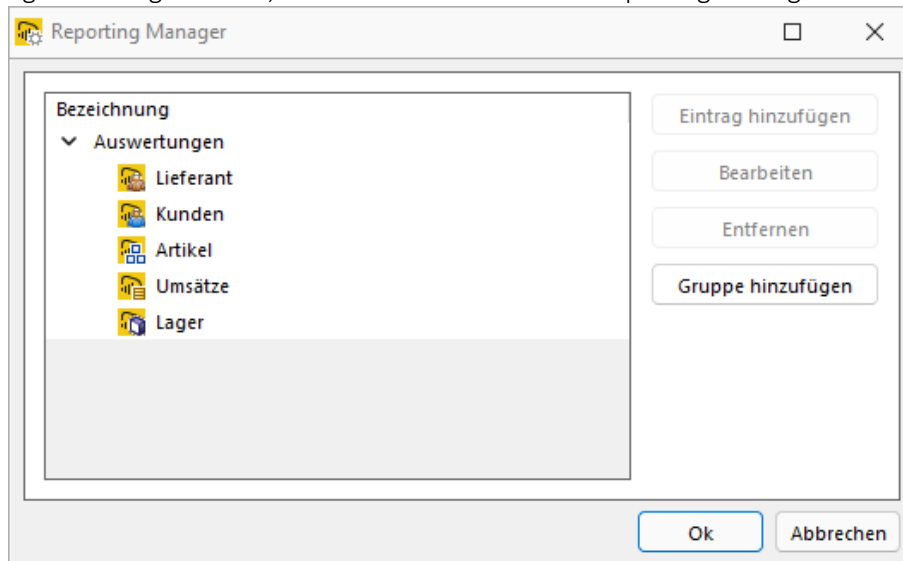 Reporting Manager
Bezeichnung
Auswertungen
Lieferant
Kunden
Artikel
Umsätze
Lager
Eintrag hinzufügen
Bearbeiten
Entfernen
Gruppe hinzufügen
Ok
Abbrechen